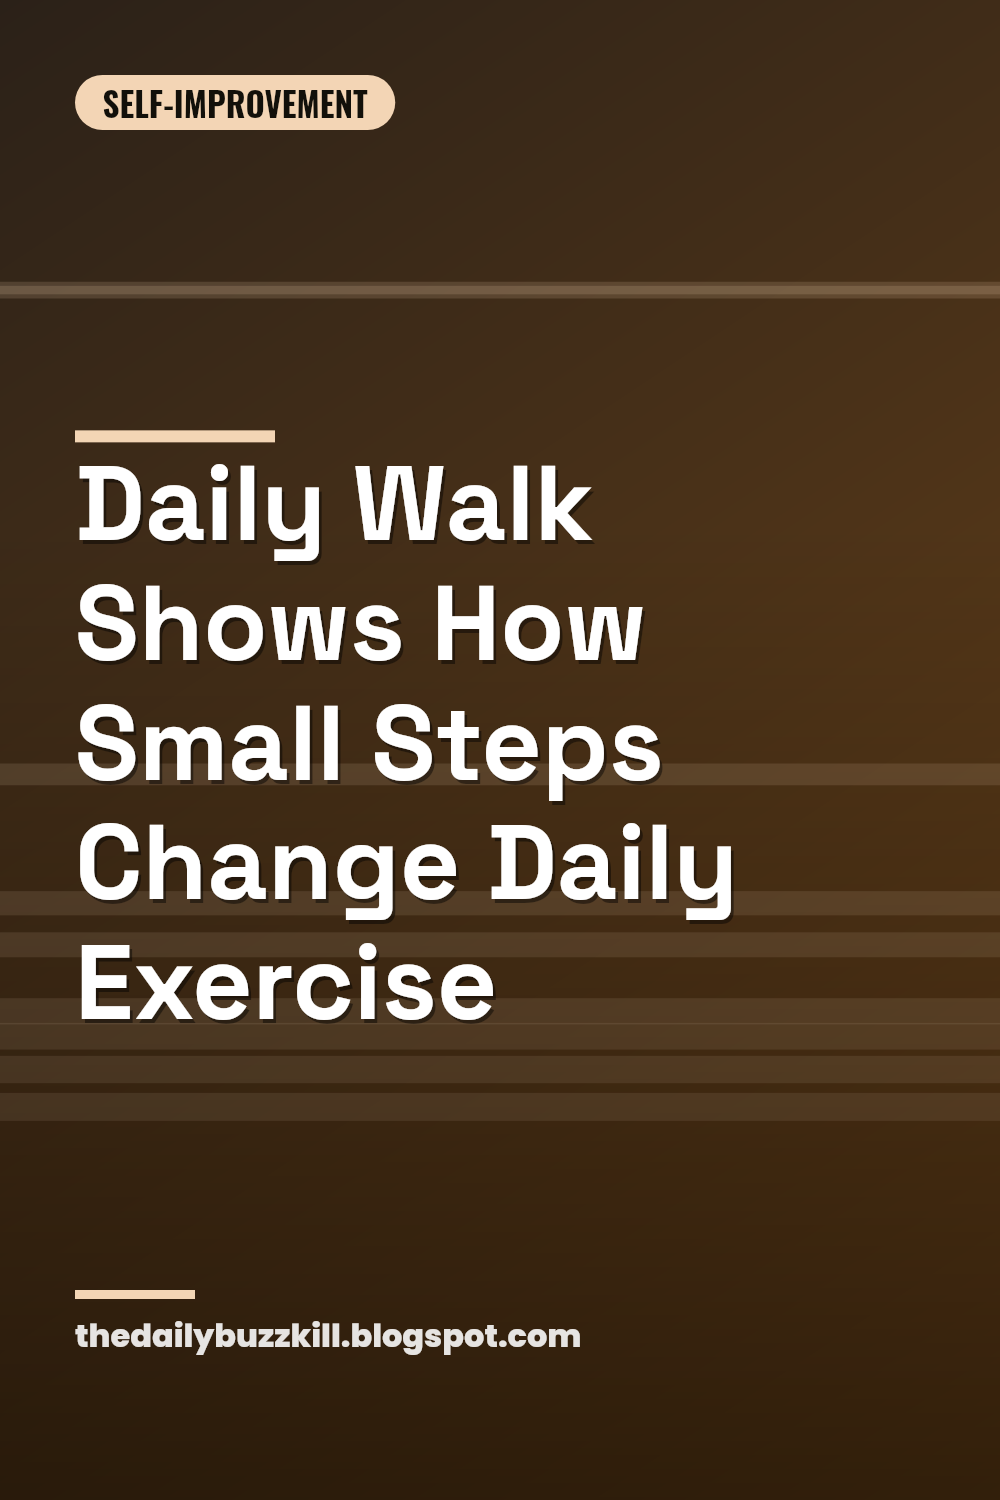 SELF-IMPROVEMENT
Daily Walk
Shows How
Small Steps
Change Daily
Exercise
thedailybuzzkill.blogspot.com